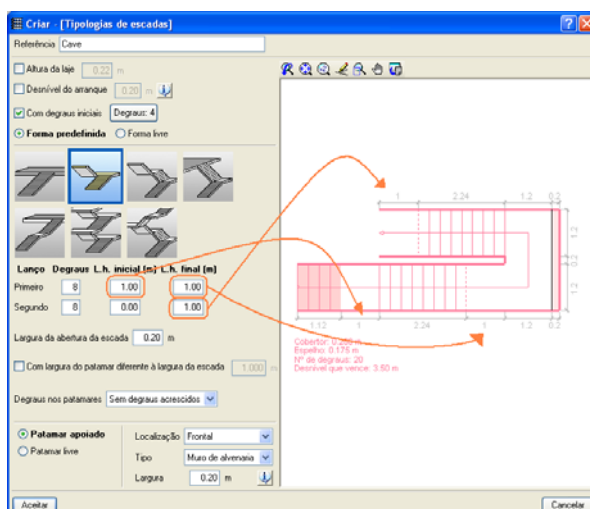 Criar - [Tipologias de escadas]
Referência Cave
Altura da laje 0.22 m
Desnível do arranque 0.20 m
Com degraus iniciais Degraus: 4
Forma predefinida Forma livre
Lanço Degraus L.h. inicial (m) L.h. final (m)
Primeiro 8 1.00 1.00
Segundo 8 0.00 1.00
Largura da abertura da escada 0.20 m
Com largura do patamar diferente à largura da escada 1.000 m
Degraus nos patamares Sem degraus acrescidos
Patamar apoiado
Patamar livre
Localização Frontal
Tipo Muro de alvenaria
Largura 0.20 m
Aceitar
1 2.24 1.2 0.2
1.2
0.2
1.2
1.12 1 2.24 1 1.2 0.2
Cobertor: 0.280 m
Espelho: 0.175 m
Nº de degraus: 20
Desnível que vence: 3.50 m
Cancelar